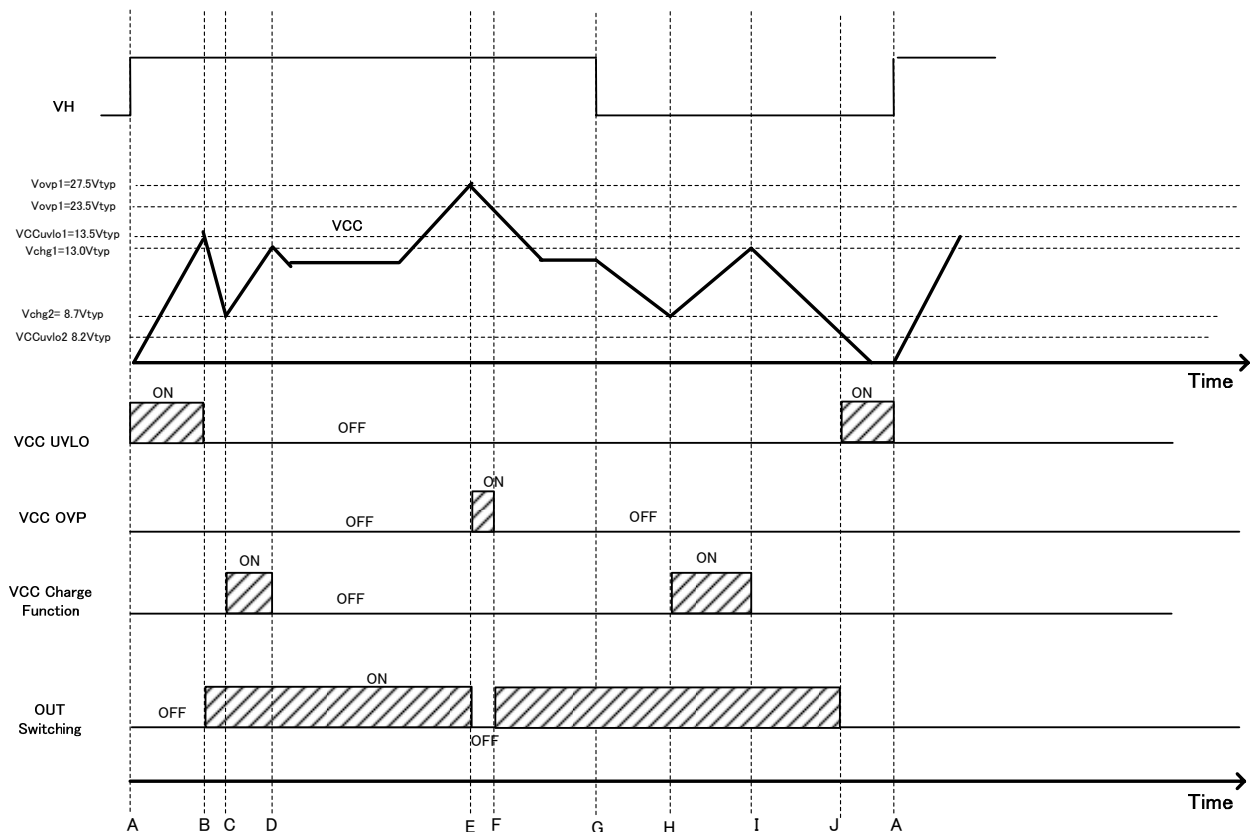 VH
Vovp1=27.5Vtyp
Vovp1=23.5Vtyp
VCCuvlo1=13.5Vtyp
Vchg1=13.0Vtyp
VCC
Vchg2= 8.7Vtyp
VCCuvlo2 8.2Vtyp
Time
ON
ON
VCC UVLO
OFF
ON
VCC OVP
OFF
OFF
ON
ON
VCC Charge
Function
OFF
ON
OUT
Switching
OFF
OFF
Time
A B C D E F G H I J A